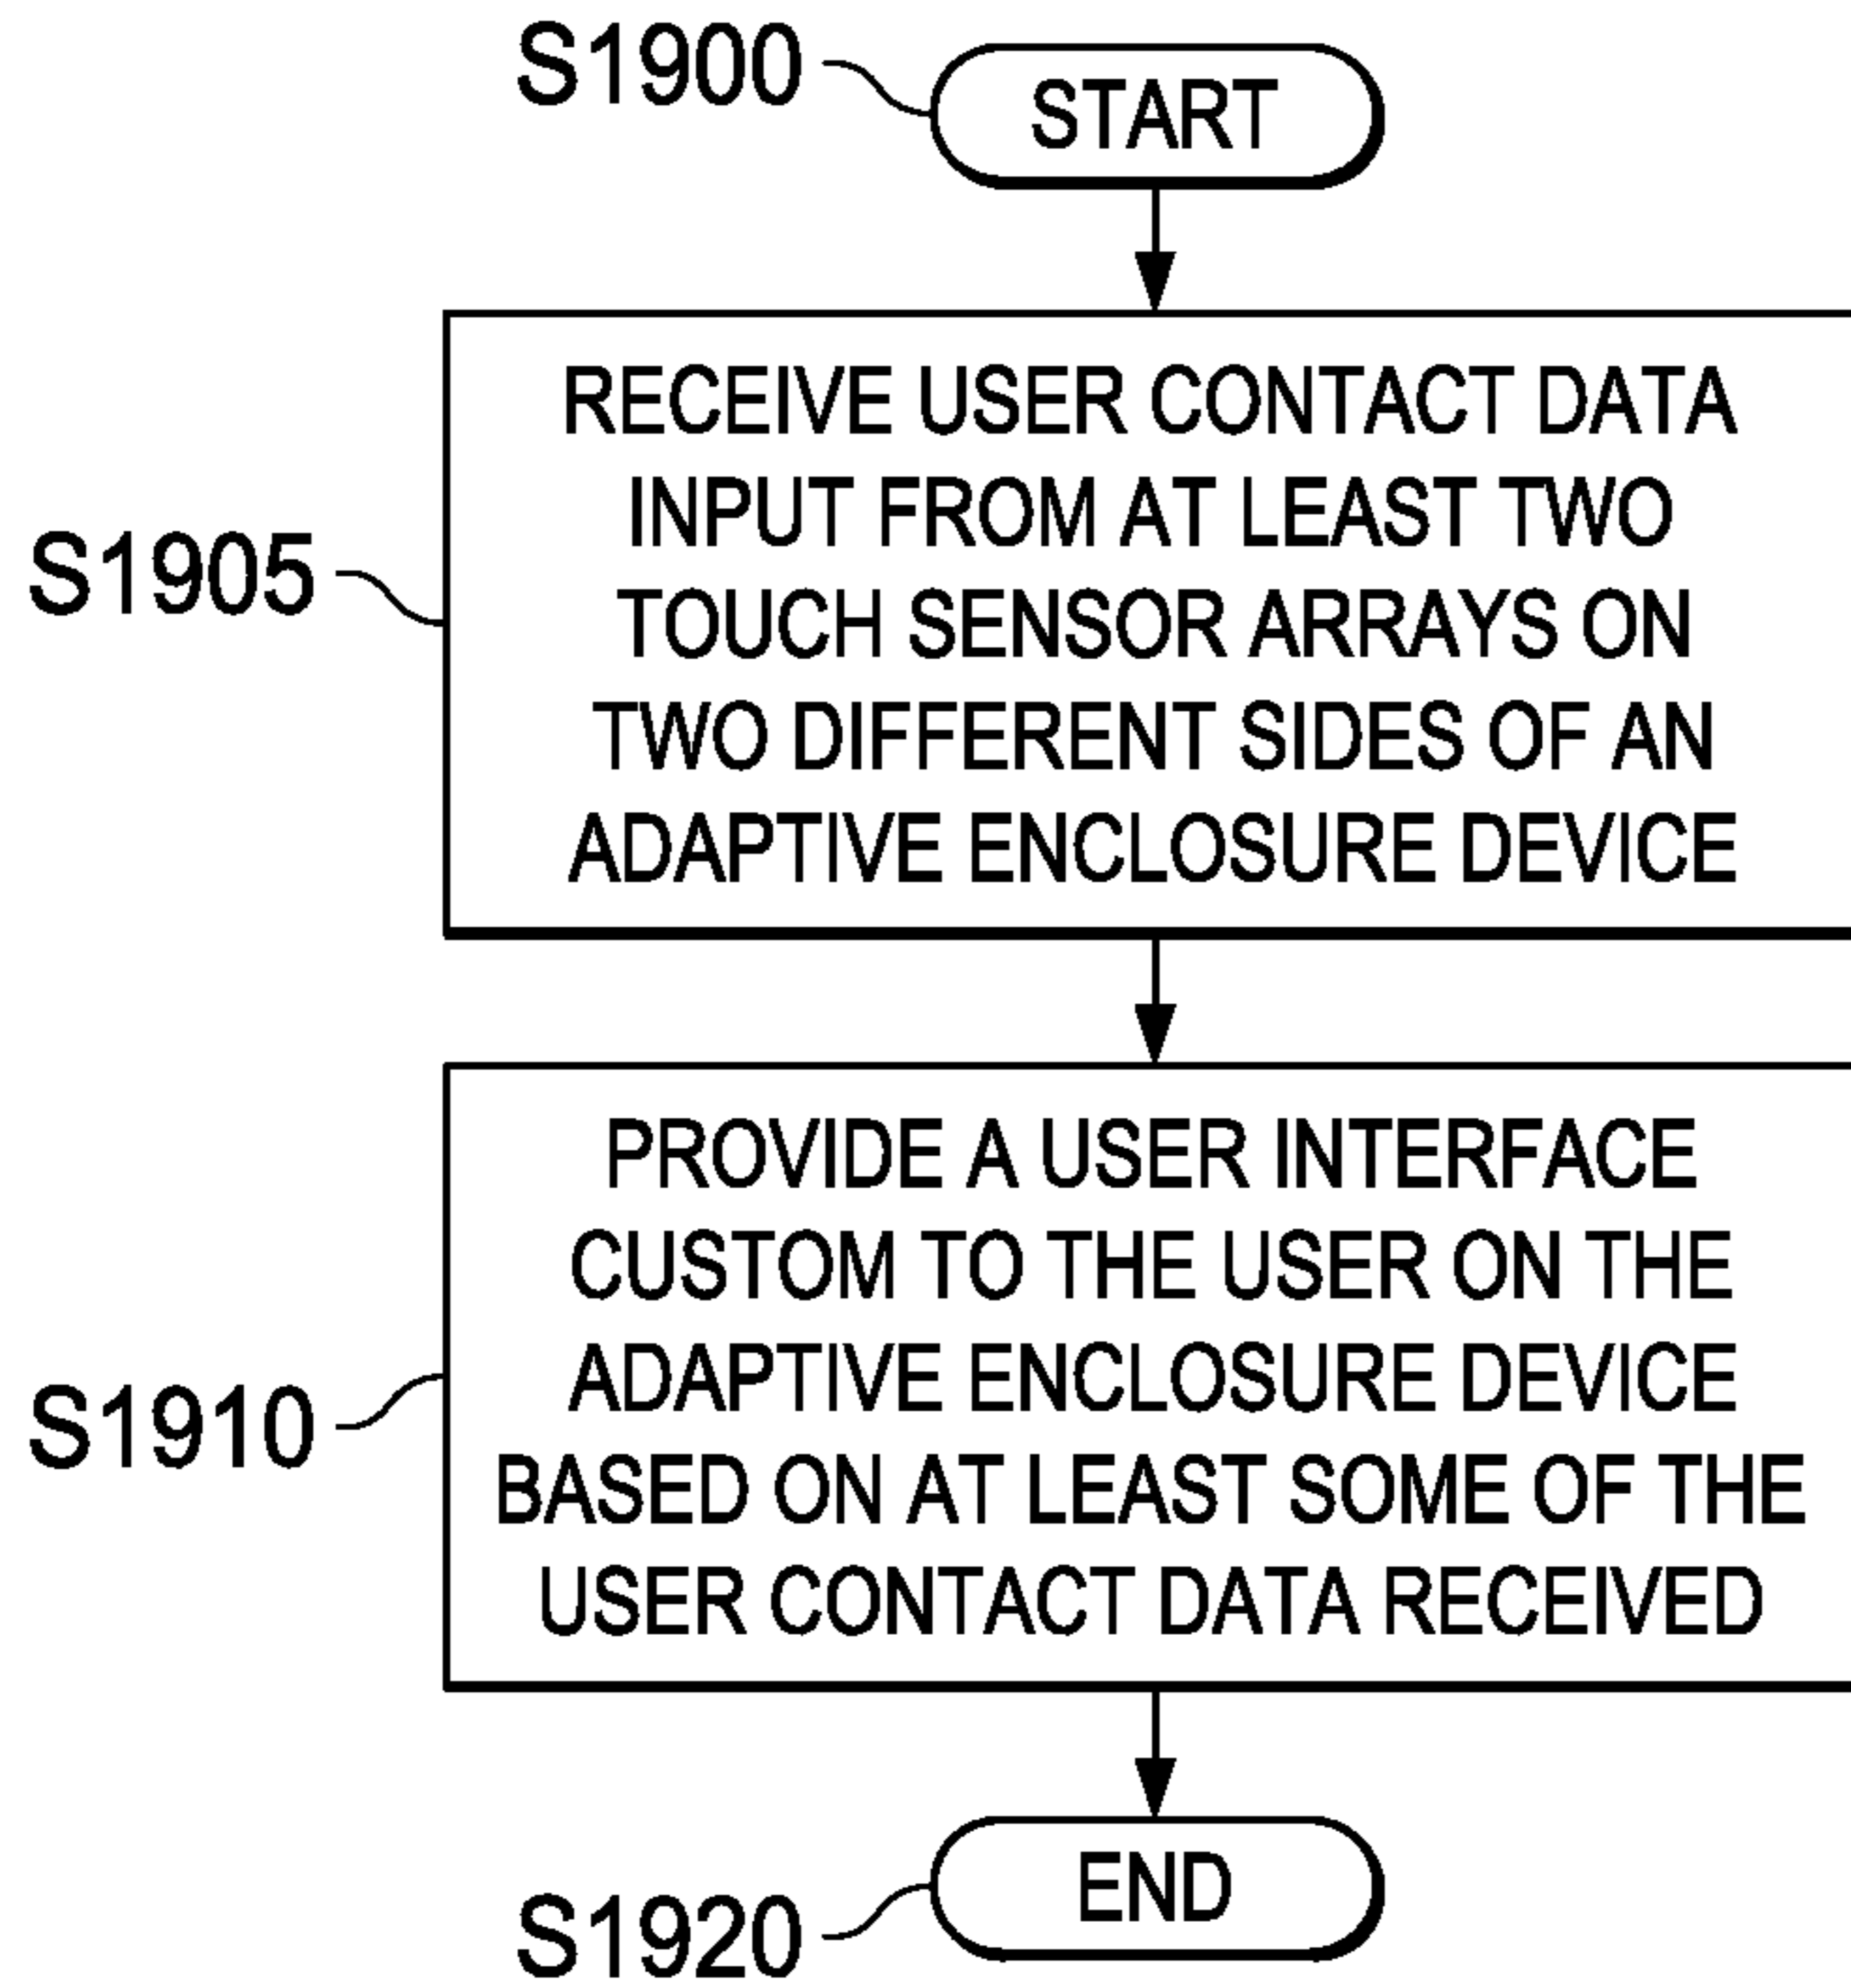 S1900
START
S1905
RECEIVE USER CONTACT DATA
INPUT FROM AT LEAST TWO
TOUCH SENSOR ARRAYS ON
TWO DIFFERENT SIDES OF AN
ADAPTIVE ENCLOSURE DEVICE
S1910
PROVIDE A USER INTERFACE
CUSTOM TO THE USER ON THE
ADAPTIVE ENCLOSURE DEVICE
BASED ON AT LEAST SOME OF THE
USER CONTACT DATA RECEIVED
S1920
END